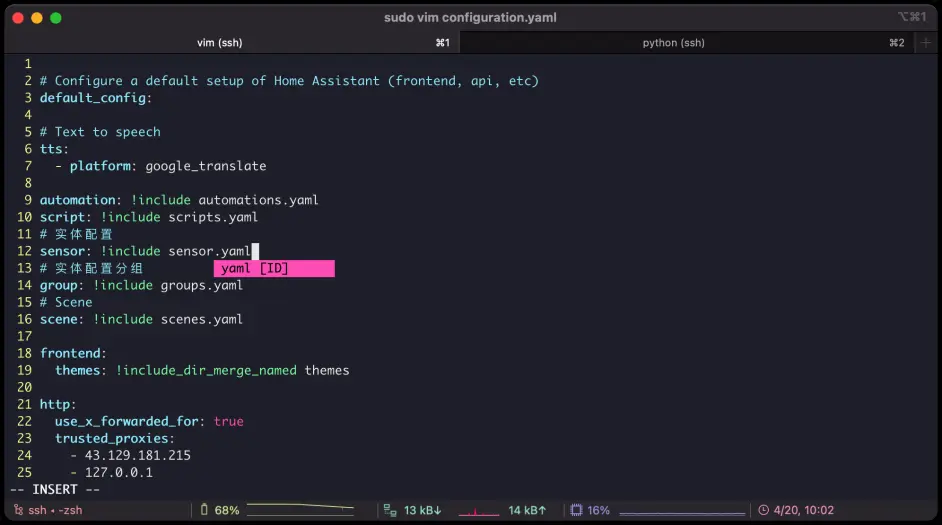 sudo vim configuration.yaml
⌥⌘1
vim (ssh) ⌘1 python (ssh) ⌘2 +
1
2 # Configure a default setup of Home Assistant (frontend, api, etc)
3 default_config:
4
5 # Text to speech
6 tts:
7   - platform: google_translate
8
9 automation: !include automations.yaml
10 script: !include scripts.yaml
11 # 实体配置
12 sensor: !include sensor.yaml
13 # 实体配置分组 yaml [ID]
14 group: !include groups.yaml
15 # Scene
16 scene: !include scenes.yaml
17
18 frontend:
19   themes: !include_dir_merge_named themes
20
21 http:
22   use_x_forwarded_for: true
23   trusted_proxies:
24     - 43.129.181.215
25     - 127.0.0.1
-- INSERT --
ssh • -zsh 68% 13 kB↓ 14 kB↑ 16% 4/20, 10:02